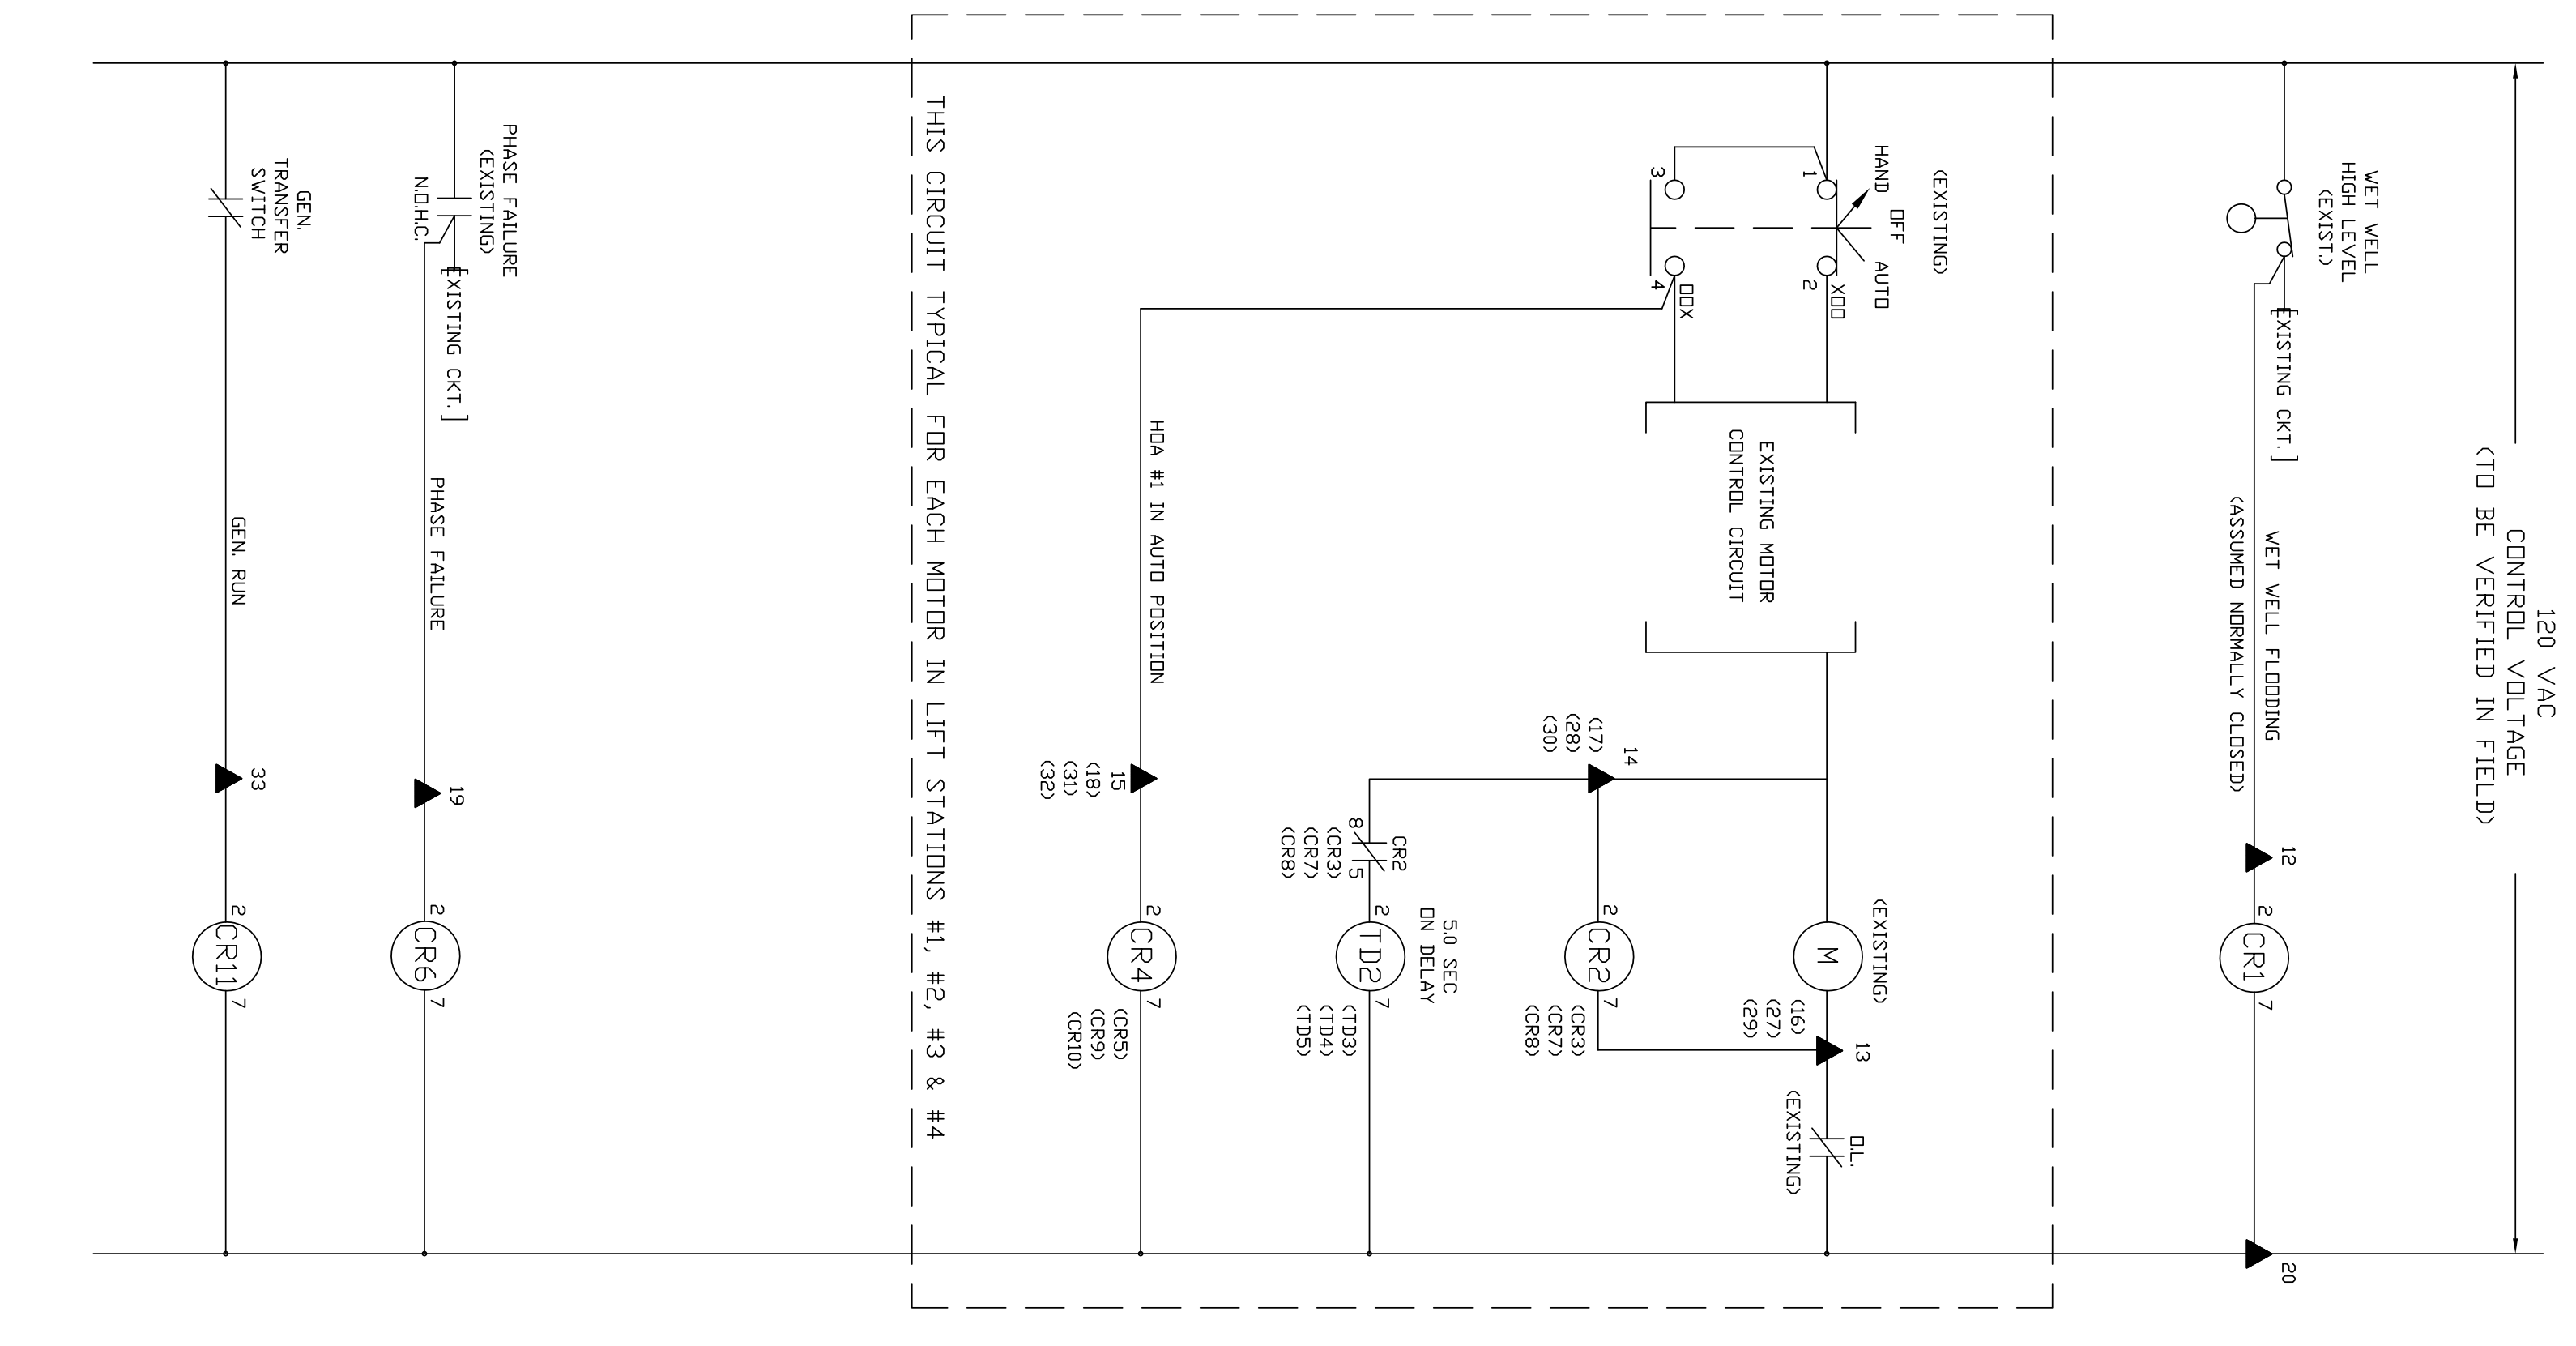 120 VAC
CONTROL VOLTAGE
(TO BE VERIFIED IN FIELD)
WET WELL
HIGH LEVEL
(EXIST.)
[EXISTING CKT. ]
WET WELL FLOODING
(ASSUMED NORMALLY CLOSED)
12
2
CR1
7
20
(EXISTING)
HAND
OFF
AUTO
1
2
XOO
3
4
OOX
EXISTING MOTOR
CONTROL CIRCUIT
(EXISTING)
M
13
(16)
(27)
(29)
O.L.
(EXISTING)
14
(17)
(28)
(30)
2
CR2
7
(CR3)
(CR7)
(CR8)
CR2
8
5
(CR3)
(CR7)
(CR8)
5.0 SEC
ON DELAY
2
TD2
7
(TD3)
(TD4)
(TD5)
HOA #1 IN AUTO POSITION
15
(18)
(31)
(32)
2
CR4
7
(CR5)
(CR9)
(CR10)
THIS CIRCUIT TYPICAL FOR EACH MOTOR IN LIFT STATIONS #1, #2, #3 & #4
PHASE FAILURE
(EXISTING)
N.O.H.C.
[EXISTING CKT. ]
PHASE FAILURE
19
2
CR6
7
GEN.
TRANSFER
SWITCH
GEN. RUN
33
2
CR11
7